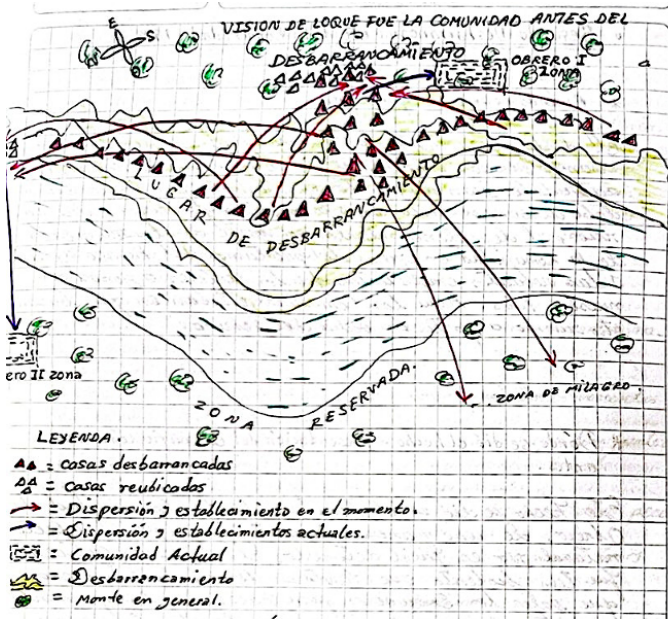 VISION DE LOQUE FUE LA COMUNIDAD ANTES DEL
DESBARRANCAMIENTO
E
S
OBRERO I
ZONA
LUGAR
DE DESBARRANCAMIENTO
ero II zona
ZONA RESERVADA.
ZONA DE MILAGRO.
LEYENDA.
= casas desbarrancadas
= casas reubicadas
= Dispersión y establecimiento en el momento.
= Dispersión y establecimientos actuales.
= Comunidad Actual
= Desbarrancamiento
= Monte en general.